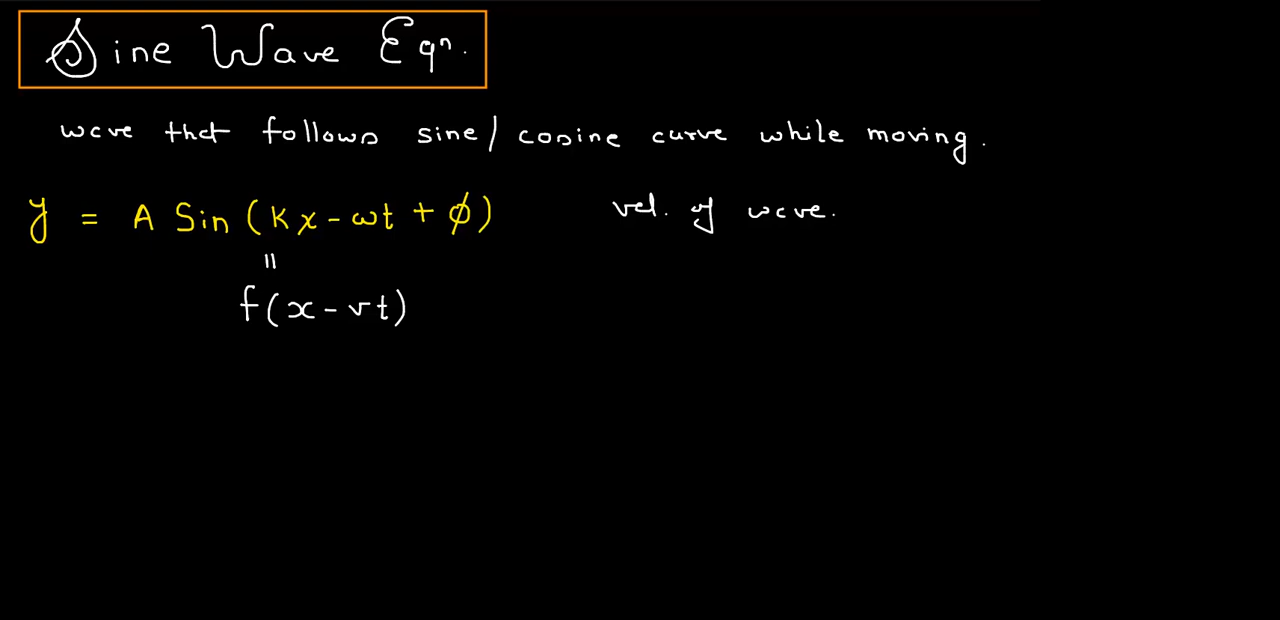 Sine Wave Eqn.
wave that follows sine/cosine curve while moving.
y = A Sin (Kx - ωt + ϕ) vel. of wave.
||
f(x - vt)